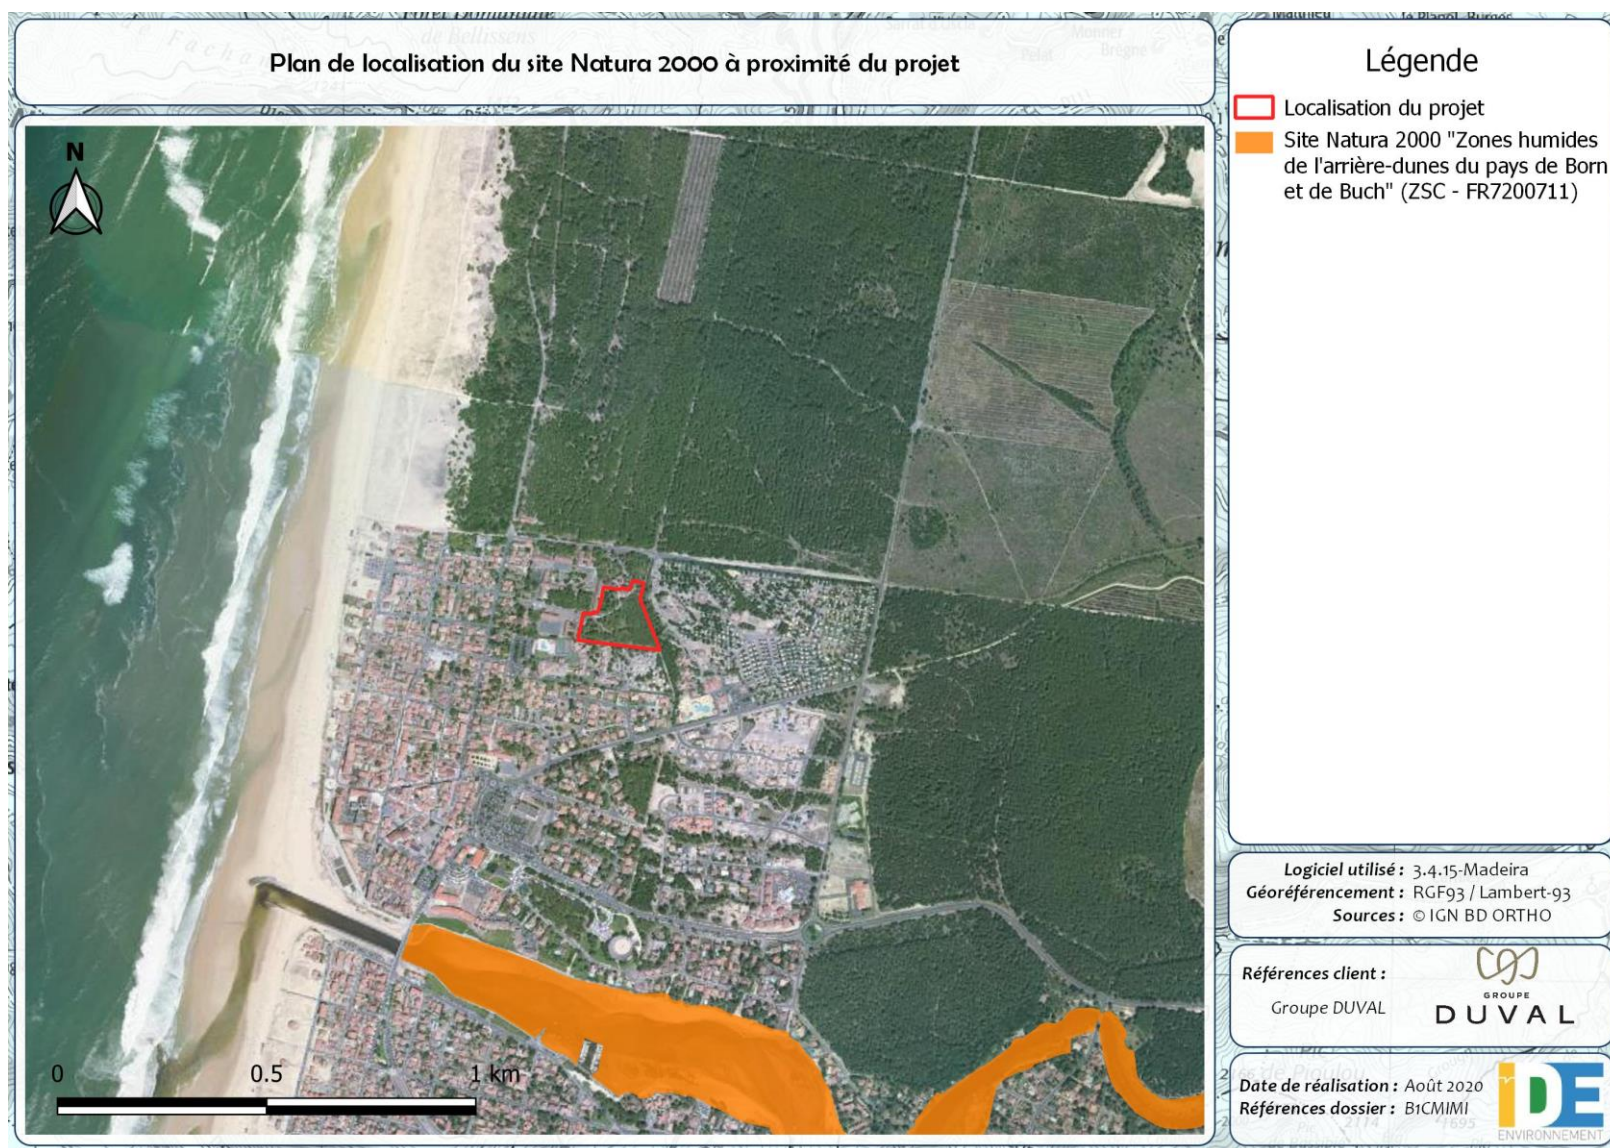 Plan de localisation du site Natura 2000 à proximité du projet
N
0 0.5 1 km
Légende
Localisation du projet
Site Natura 2000 "Zones humides
de l'arrière-dunes du pays de Born
et de Buch" (ZSC - FR7200711)
Logiciel utilisé : 3.4.15-Madeira
Géoréférencement : RGF93 / Lambert-93
Sources : © IGN BD ORTHO
Références client :
Groupe DUVAL
GROUPE
DUVAL
Date de réalisation : Août 2020
Références dossier : B1CMIMI
IDE
ENVIRONNEMENT